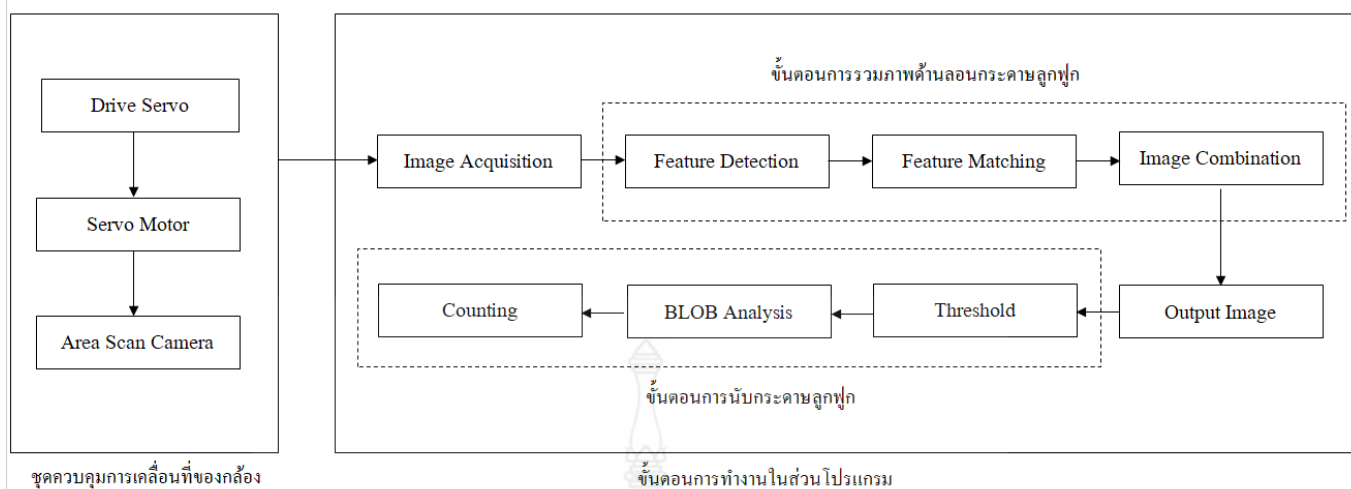 ขั้นตอนการรวมภาพด้านลอนกระดาษลูกฟูก
Drive Servo
Servo Motor
Area Scan Camera
Image Acquisition
Feature Detection
Feature Matching
Image Combination
Output Image
Threshold
BLOB Analysis
Counting
ขั้นตอนการนับกระดาษลูกฟูก
ชุดควบคุมการเคลื่อนที่ของกล้อง
ขั้นตอนการทำงานในส่วนโปรแกรม